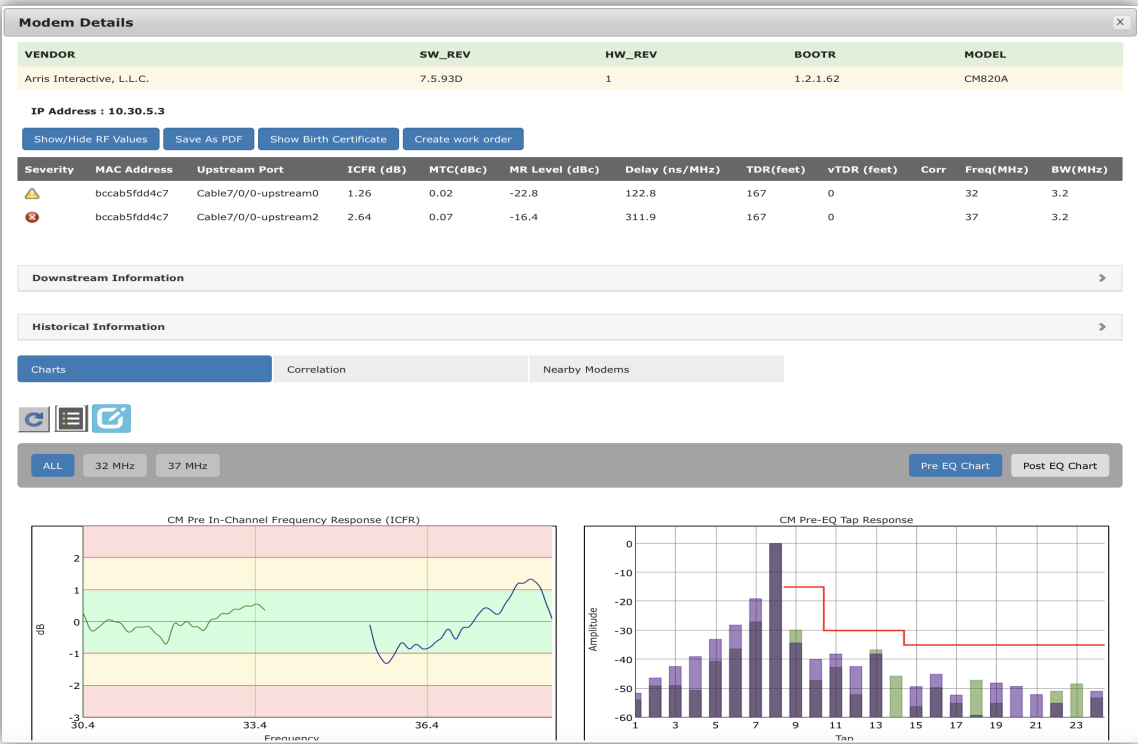 Modem Details x
VENDOR SW_REV HW_REV BOOTR MODEL
Arris Interactive, L.L.C. 7.5.93D 1 1.2.1.62 CM820A
IP Address : 10.30.5.3
Show/Hide RF Values Save As PDF Show Birth Certificate Create work order
Severity MAC Address Upstream Port ICFR (dB) MTC(dBc) MR Level (dBc) Delay (ns/MHz) TDR(feet) vTDR (feet) Corr Freq(MHz) BW(MHz)
bccab5fdd4c7 Cable7/0/0-upstream0 1.26 0.02 -22.8 122.8 167 0 32 3.2
bccab5fdd4c7 Cable7/0/0-upstream2 2.64 0.07 -16.4 311.9 167 0 37 3.2
Downstream Information
Historical Information
Charts Correlation Nearby Modems
ALL 32 MHz 37 MHz Pre EQ Chart Post EQ Chart
CM Pre In-Channel Frequency Response (ICFR)
dB
2
1
0
-1
-2
-3
30.4 33.4 36.4
Frequency
CM Pre-EQ Tap Response
Amplitude
0
-10
-20
-30
-40
-50
-60
1 3 5 7 9 11 13 15 17 19 21 23
Tap